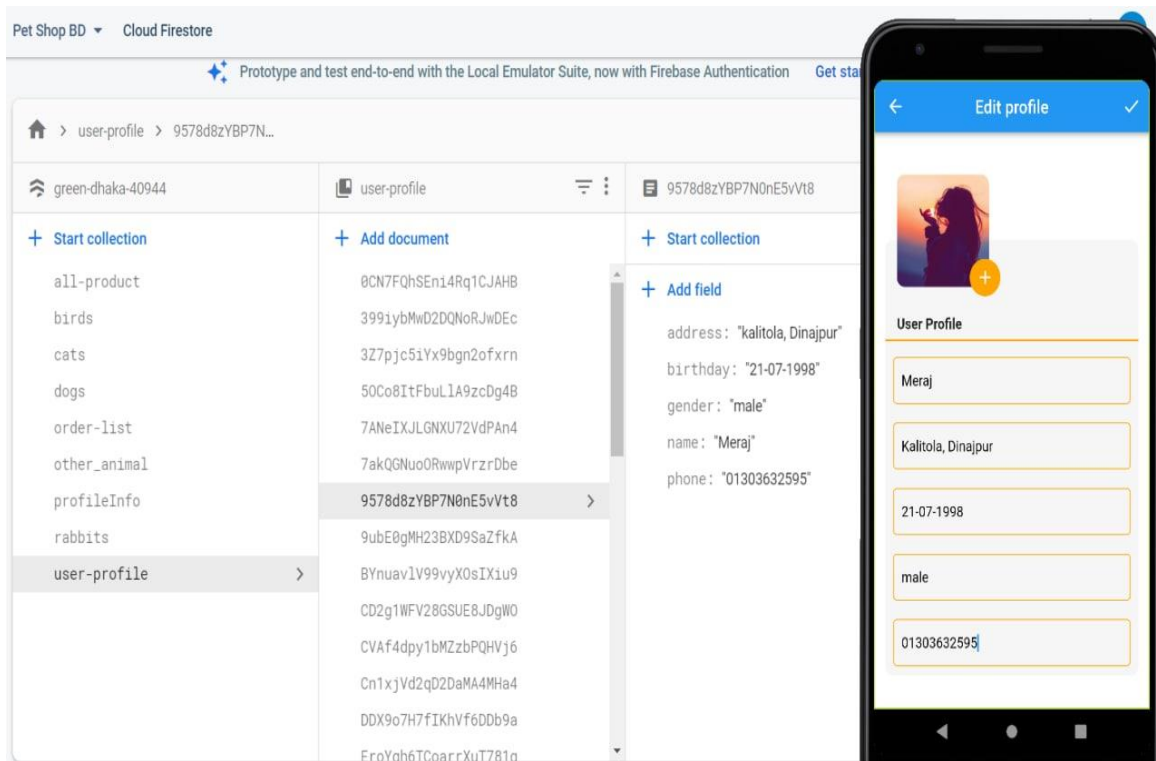 Pet Shop BD Cloud Firestore
Prototype and test end-to-end with the Local Emulator Suite, now with Firebase Authentication Get sta
> user-profile > 9578d8zYBP7N...
green-dhaka-40944
+ Start collection
all-product
birds
cats
dogs
order-list
other_animal
profileInfo
rabbits
user-profile
user-profile
+ Add document
0CN7FQhSEni4Rq1CJAHB
399iybMwD2DQNoRJwDEc
3Z7pjc5iYx9bgn2ofxrn
5OCo8ItFbuLlA9zcDg4B
7ANeIXJLGNXU72VdPAn4
7akQGNuoORwwpVrzrDbe
9578d8zYBP7N0nE5vVt8
9ubE0gMH23BXD9SaZfkA
BYnuavlV99vyXOsIXiu9
CD2g1WFV28GSUE8JDgWO
CVAf4dpy1bMZzbPQHVj6
Cn1xjVd2qD2DaMA4MHa4
DDX9o7H7fIKhVf6DDb9a
9578d8zYBP7N0nE5vVt8
+ Start collection
+ Add field
address: "kalitola, Dinajpur"
birthday: "21-07-1998"
gender: "male"
name: "Meraj"
phone: "01303632595"
Edit profile
User Profile
Meraj
Kalitola, Dinajpur
21-07-1998
male
01303632595